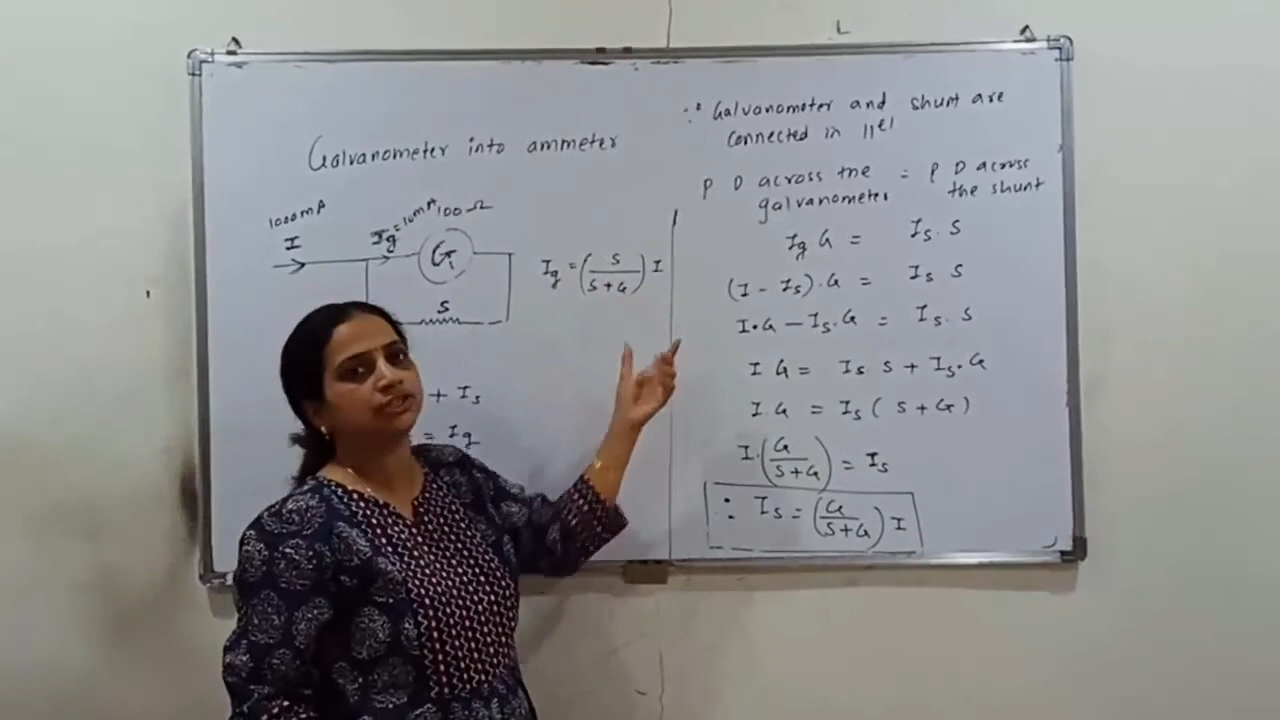 L
Galvanometer into ammeter
1000mA
I
Ig=10mA 100Ω
G
S
Ig = (S/(S+G)) I
+ Is
= Ig
∵ Galvanometer and shunt are
connected in 11el
P D across the = P D across
galvanometer the shunt
Ig G = Is. S
(I - Is).G = Is S
I.G - Is.G = Is. S
I G = Is. S + Is.G
I.G = Is ( S + G)
I.(G/(S+G)) = Is
∴ Is = (G/(S+G)) I